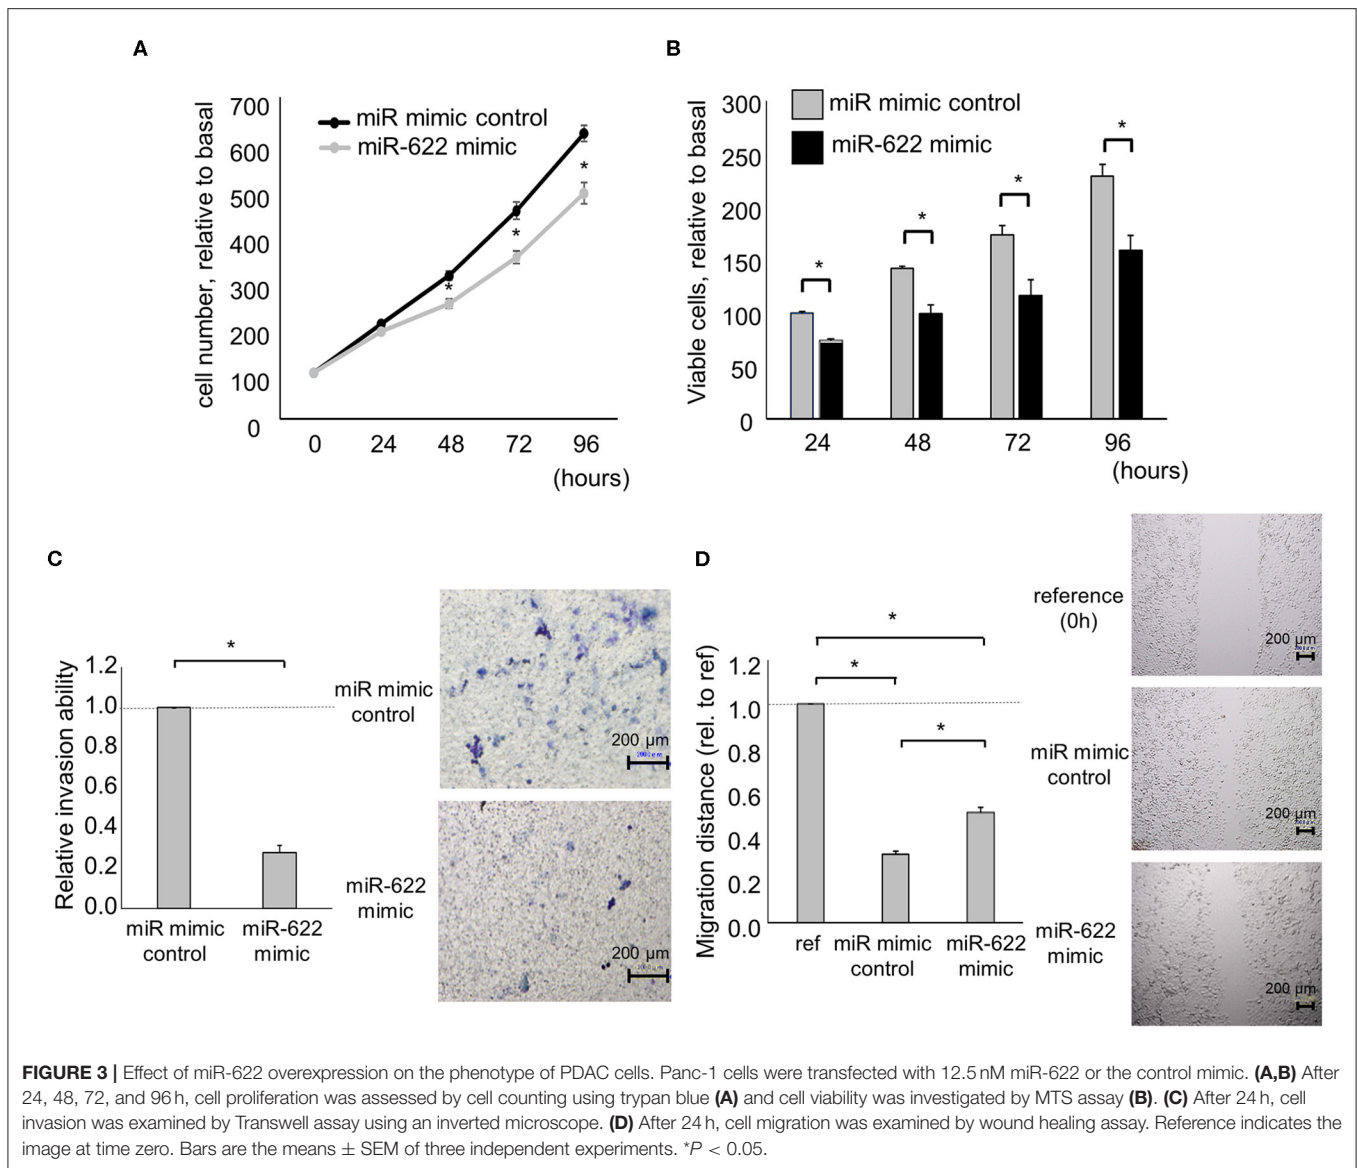 A
700
600
500
400
300
200
100
0
cell number, relative to basal
miR mimic control
miR-622 mimic
*
*
*
0 24 48 72 96
(hours)
B
300
250
200
150
100
50
0
Viable cells, relative to basal
miR mimic control
miR-622 mimic
*
*
*
*
24 48 72 96
(hours)
C
1.2
1.0
0.8
0.6
0.4
0.2
0.0
Relative invasion ability
*
miR mimic
control
miR-622
mimic
miR mimic
control
200 µm
miR-622
mimic
200 µm
D
1.2
1.0
0.8
0.6
0.4
0.2
0.0
Migration distance (rel. to ref)
*
*
*
ref
miR mimic
control
miR-622
mimic
reference
(0h)
200 µm
miR mimic
control
200 µm
miR-622
mimic
200 µm
FIGURE 3 | Effect of miR-622 overexpression on the phenotype of PDAC cells. Panc-1 cells were transfected with 12.5 nM miR-622 or the control mimic. (A,B) After
24, 48, 72, and 96 h, cell proliferation was assessed by cell counting using trypan blue (A) and cell viability was investigated by MTS assay (B). (C) After 24 h, cell
invasion was examined by Transwell assay using an inverted microscope. (D) After 24 h, cell migration was examined by wound healing assay. Reference indicates the
image at time zero. Bars are the means ± SEM of three independent experiments. *P < 0.05.